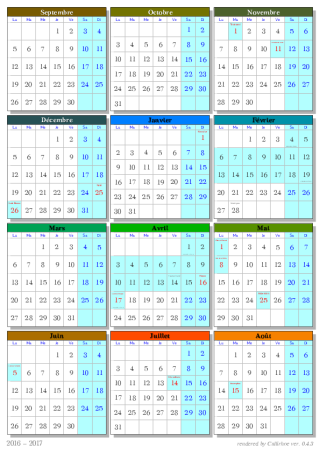 Septembre
Lu Ma Me Je Ve Sa Di
1 2 3 4
5 6 7 8 9 10 11
12 13 14 15 16 17 18
19 20 21 22 23 24 25
26 27 28 29 30
Octobre
Lu Ma Me Je Ve Sa Di
1 2
3 4 5 6 7 8 9
10 11 12 13 14 15 16
17 18 19 20 21 22 23
24 25 26 27 28 29 30
31
Novembre
Lu Ma Me Je Ve Sa Di
1 2 3 4 5 6
7 8 9 10 11 12 13
14 15 16 17 18 19 20
21 22 23 24 25 26 27
28 29 30
Décembre
Lu Ma Me Je Ve Sa Di
1 2 3 4
5 6 7 8 9 10 11
12 13 14 15 16 17 18
19 20 21 22 23 24 25
26 27 28 29 30 31
Janvier
Lu Ma Me Je Ve Sa Di
1
2 3 4 5 6 7 8
9 10 11 12 13 14 15
16 17 18 19 20 21 22
23 24 25 26 27 28 29
30 31
Février
Lu Ma Me Je Ve Sa Di
1 2 3 4 5
6 7 8 9 10 11 12
13 14 15 16 17 18 19
20 21 22 23 24 25 26
27 28
Mars
Lu Ma Me Je Ve Sa Di
1 2 3 4 5
6 7 8 9 10 11 12
13 14 15 16 17 18 19
20 21 22 23 24 25 26
27 28 29 30 31
Avril
Lu Ma Me Je Ve Sa Di
1 2
3 4 5 6 7 8 9
10 11 12 13 14 15 16
17 18 19 20 21 22 23
24 25 26 27 28 29 30
Mai
Lu Ma Me Je Ve Sa Di
1 2 3 4 5 6 7
8 9 10 11 12 13 14
15 16 17 18 19 20 21
22 23 24 25 26 27 28
29 30 31
Juin
Lu Ma Me Je Ve Sa Di
1 2 3 4
5 6 7 8 9 10 11
12 13 14 15 16 17 18
19 20 21 22 23 24 25
26 27 28 29 30
Juillet
Lu Ma Me Je Ve Sa Di
1 2
3 4 5 6 7 8 9
10 11 12 13 14 15 16
17 18 19 20 21 22 23
24 25 26 27 28 29 30
31
Août
Lu Ma Me Je Ve Sa Di
1 2 3 4 5 6
7 8 9 10 11 12 13
14 15 16 17 18 19 20
21 22 23 24 25 26 27
28 29 30 31
2016 – 2017
rendered by Calirhoe ver. 0.4.3